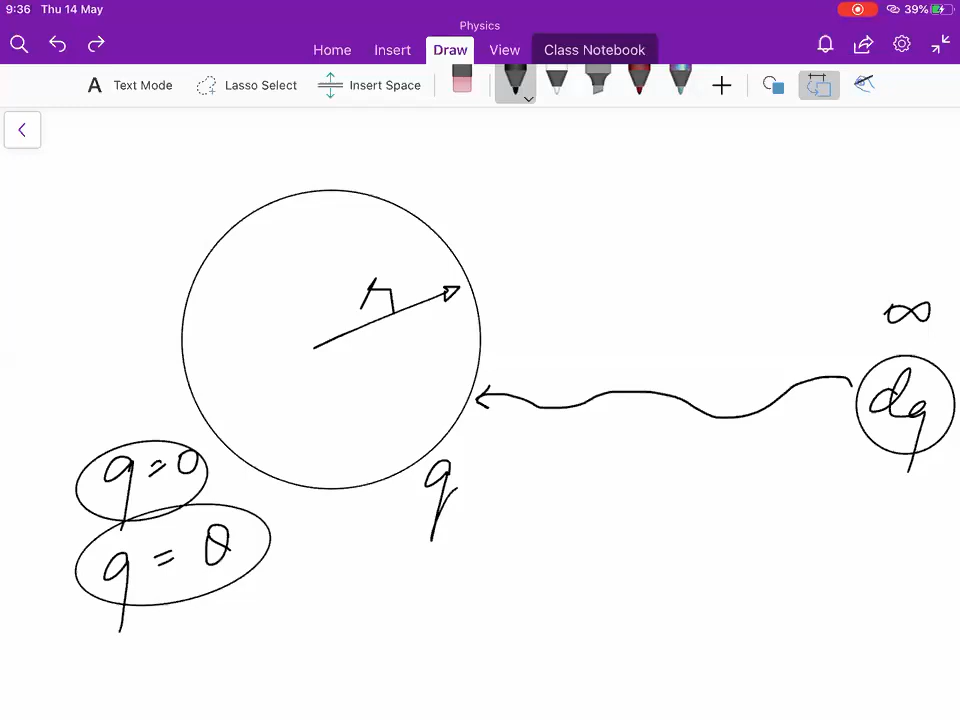 9:36 Thu 14 May
39%
Physics
Home Insert Draw View Class Notebook
A Text Mode Lasso Select Insert Space
r
∞
dq
q=0
q
q = Q